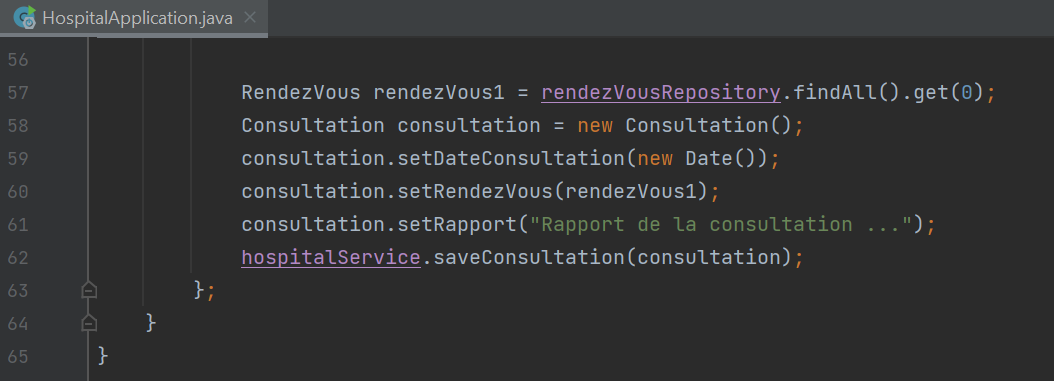 HospitalApplication.java
56
57 RendezVous rendezVous1 = rendezVousRepository.findAll().get(0);
58 Consultation consultation = new Consultation();
59 consultation.setDateConsultation(new Date());
60 consultation.setRendezVous(rendezVous1);
61 consultation.setRapport("Rapport de la consultation ...");
62 hospitalService.saveConsultation(consultation);
63 };
64 }
65 }